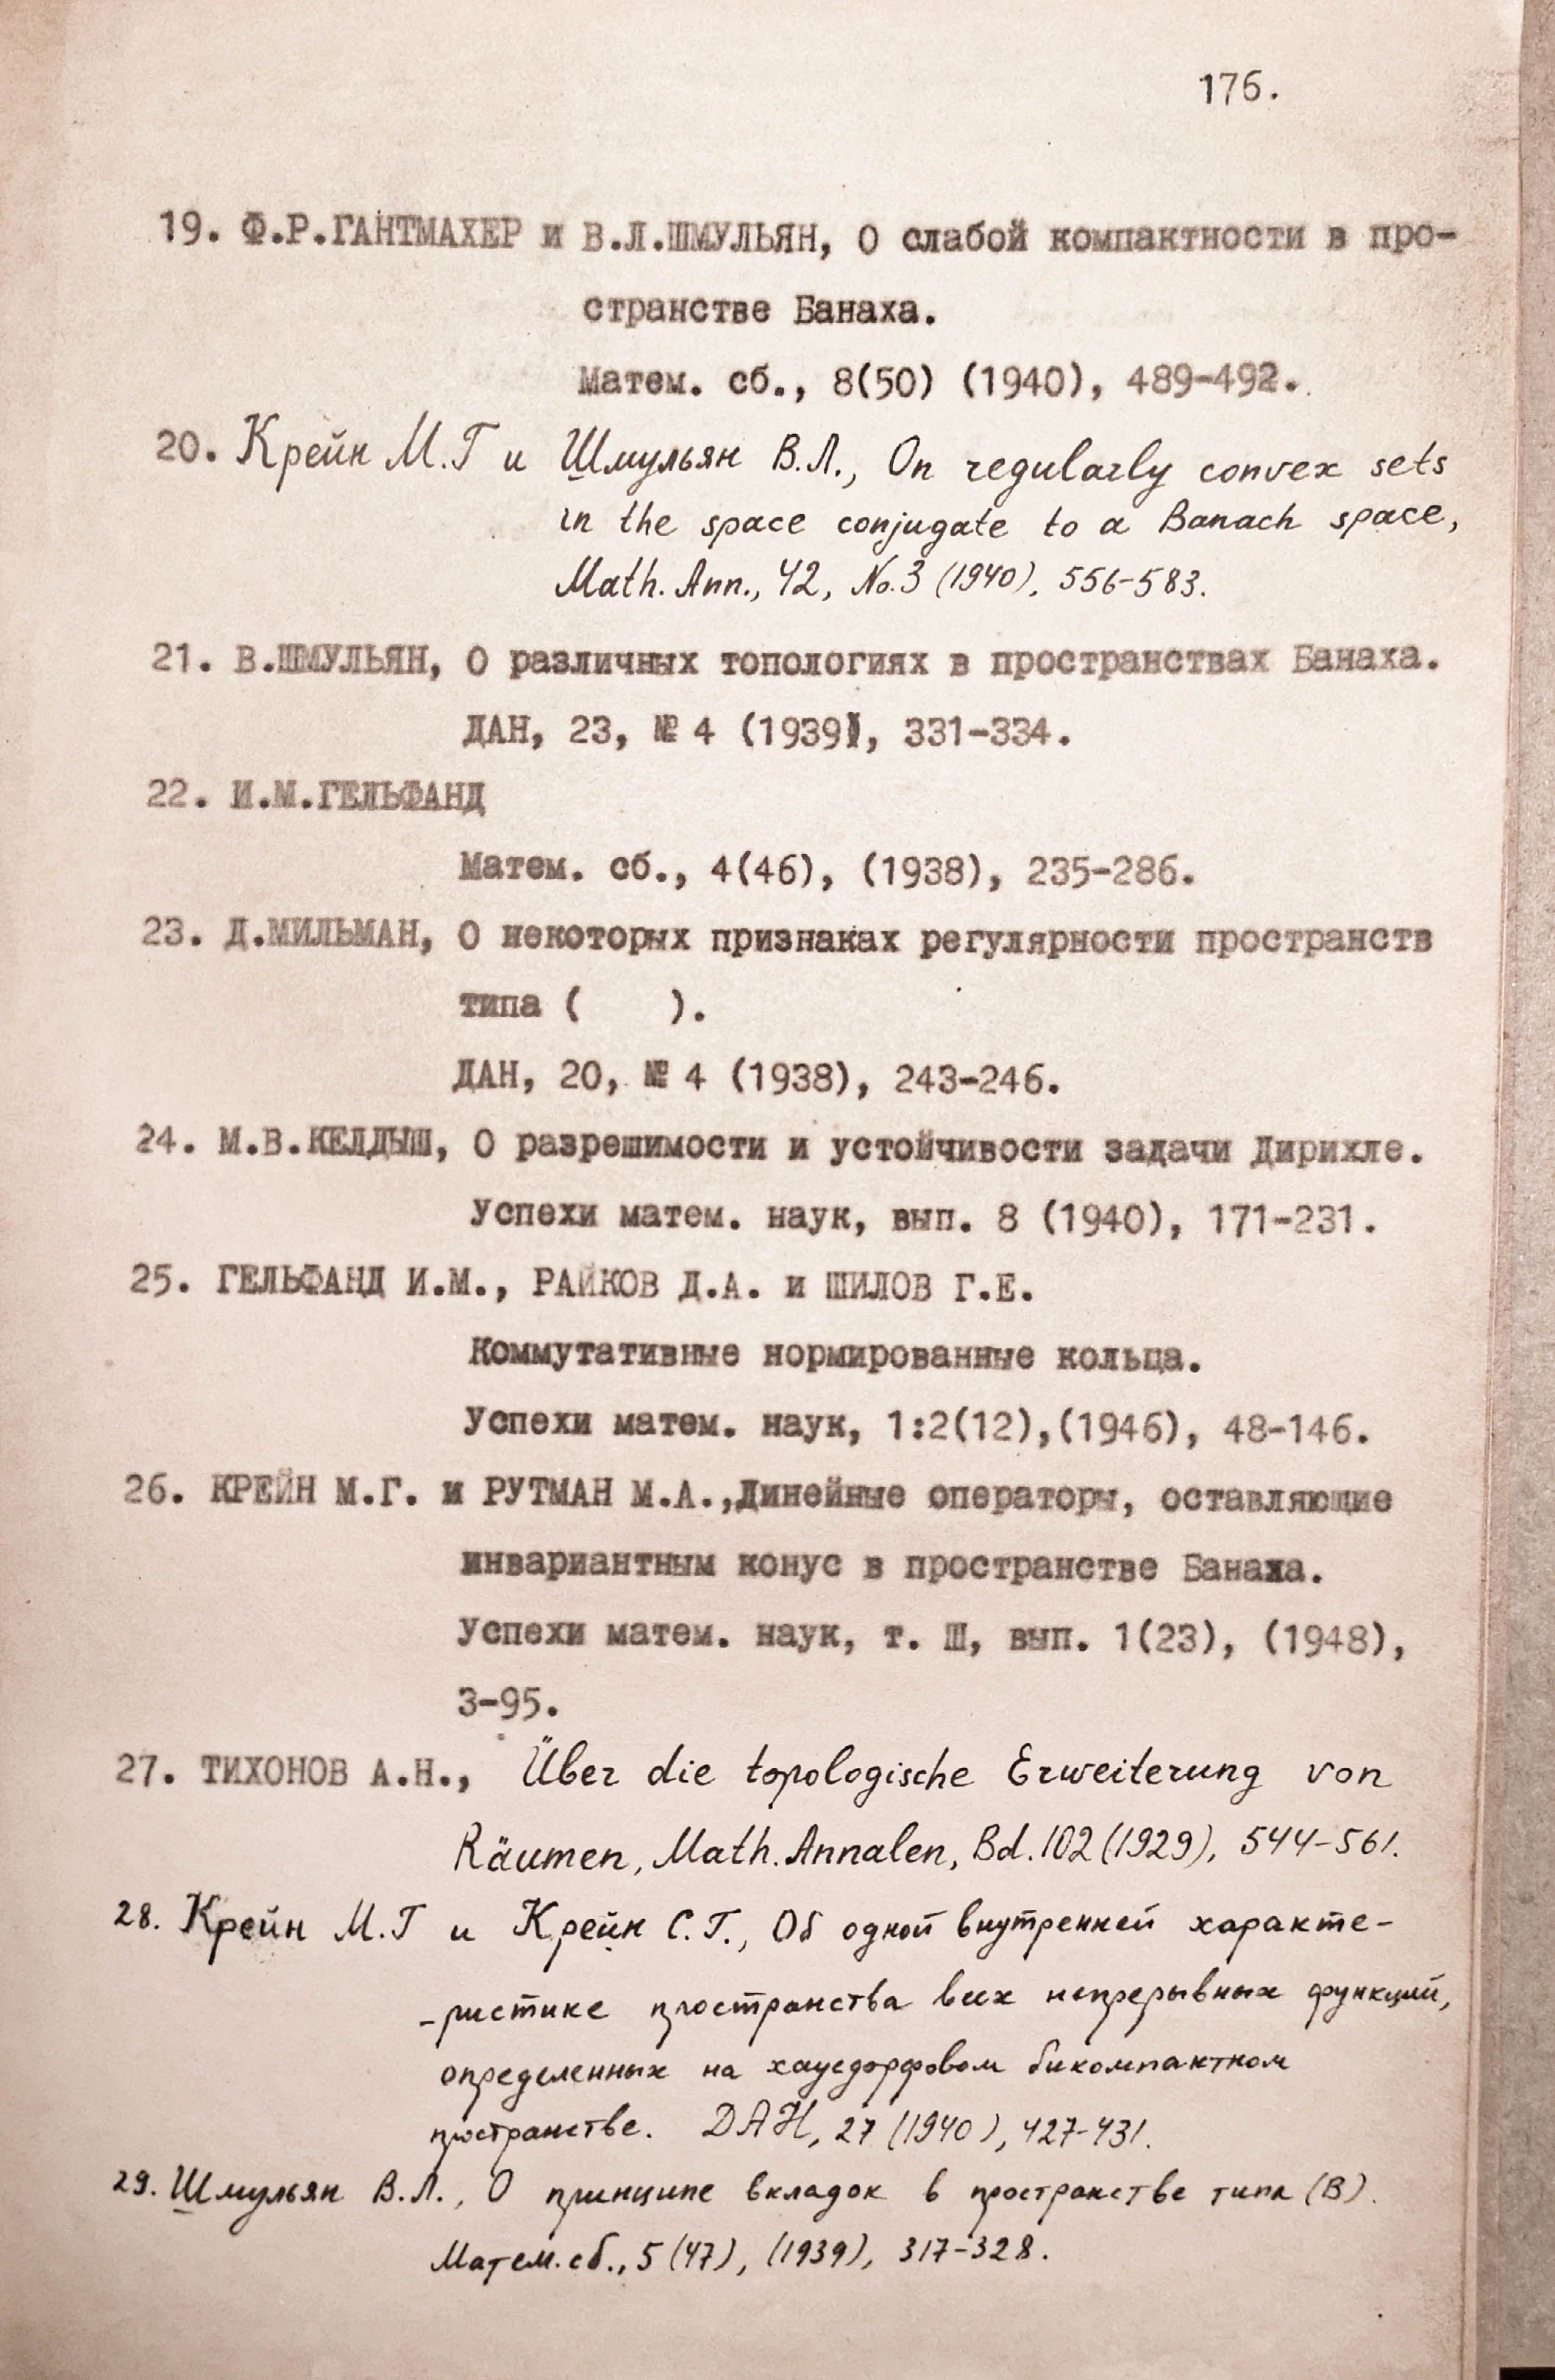 176.
19. Ф.Р.ГАНТМАХЕР и В.Л.ШМУЛЬЯН, О слабой компактности в про-
странстве Банаха.
Матем. сб., 8(50) (1940), 489-492.
20. Крейн М.Г и Шмульян В.Л., On regularly convex sets
in the space conjugate to a Banach space,
Math. Ann., 42, No.3 (1940), 556-583.
21. В.ШМУЛЬЯН, О различных топологиях в пространствах Банаха.
ДАН, 23, № 4 (1939), 331-334.
22. И.М.ГЕЛЬФАНД
Матем. сб., 4(46), (1938), 235-286.
23. Д.МИЛЬМАН, О некоторых признаках регулярности пространств
типа ( ).
ДАН, 20, № 4 (1938), 243-246.
24. М.В.КЕЛДЫШ, О разрешимости и устойчивости задачи Дирихле.
Успехи матем. наук, вып. 8 (1940), 171-231.
25. ГЕЛЬФАНД И.М., РАЙКОВ Д.А. и ШИЛОВ Г.Е.
Коммутативные нормированные кольца.
Успехи матем. наук, 1:2(12),(1946), 48-146.
26. КРЕЙН М.Г. и РУТМАН М.А.,Линейные операторы, оставляющие
инвариантным конус в пространстве Банаха.
Успехи матем. наук, т. Ш, вып. 1(23), (1948),
3-95.
27. ТИХОНОВ А.Н., Über die topologische Erweiterung von
Räumen, Math. Annalen, Bd. 102 (1929), 544-561.
28. Крейн М.Г и Крейн С.Г., Об одной внутренней характе-
-ристике пространства всех непрерывных функций,
определенных на хаусдорфовом бикомпактном
пространстве. ДАН, 27 (1940), 427-431.
29. Шмульян В.Л., О принципе вкладок в пространстве типа (В).
Матем. сб., 5(47), (1939), 317-328.